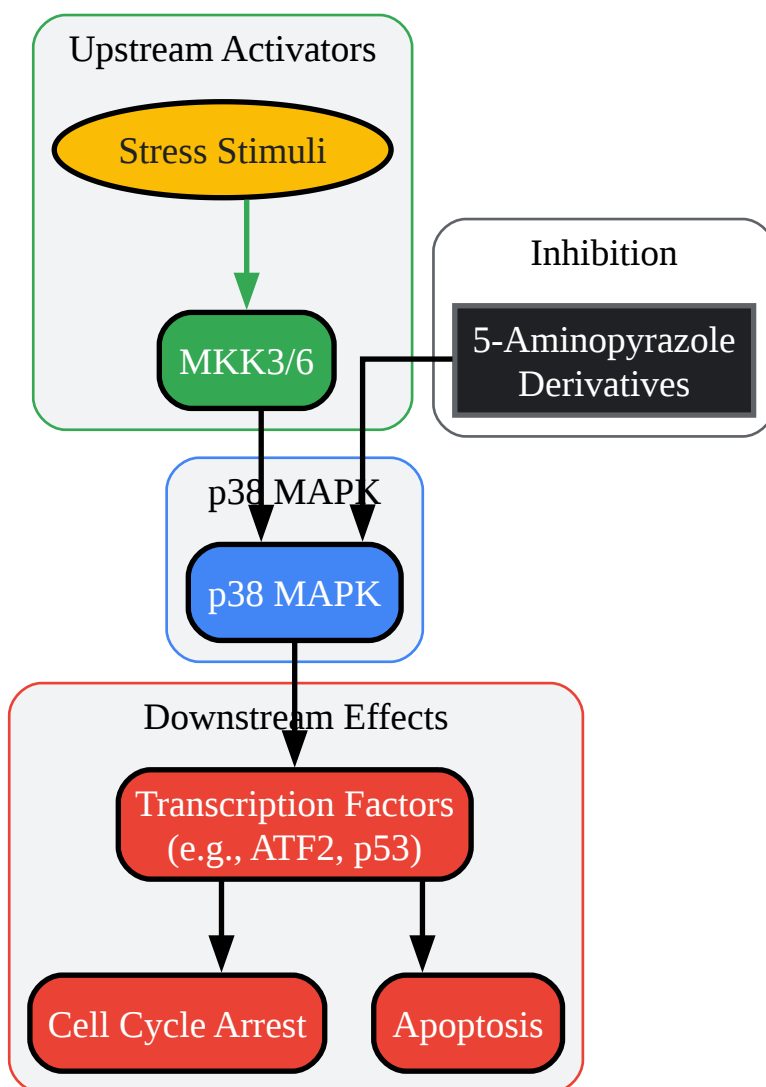 Upstream Activators
Stress Stimuli
MKK3/6
Inhibition
5-Aminopyrazole
Derivatives
p38 MAPK
p38 MAPK
Downstream Effects
Transcription Factors
(e.g., ATF2, p53)
Cell Cycle Arrest
Apoptosis